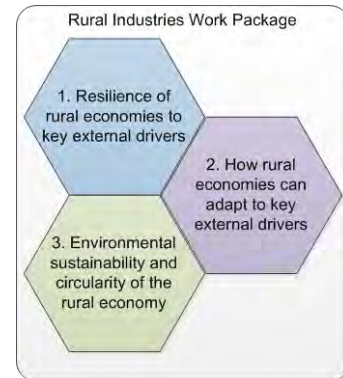 Rural Industries Work Package
1. Resilience of
rural economies to
key external drivers
2. How rural
economies can
adapt to key
external drivers
3. Environmental
sustainability and
circularity of the
rural economy